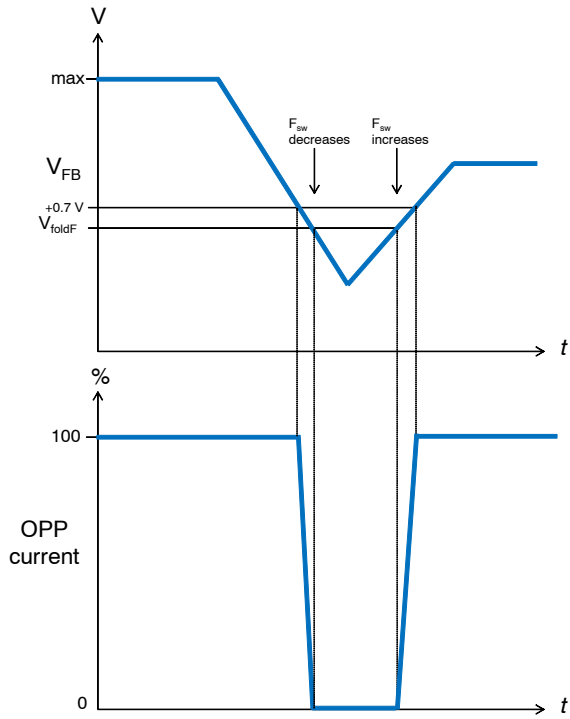 V
max
F_sw decreases
F_sw increases
V_FB
+0.7 V
V_foldF
t
%
100
OPP
current
0
t